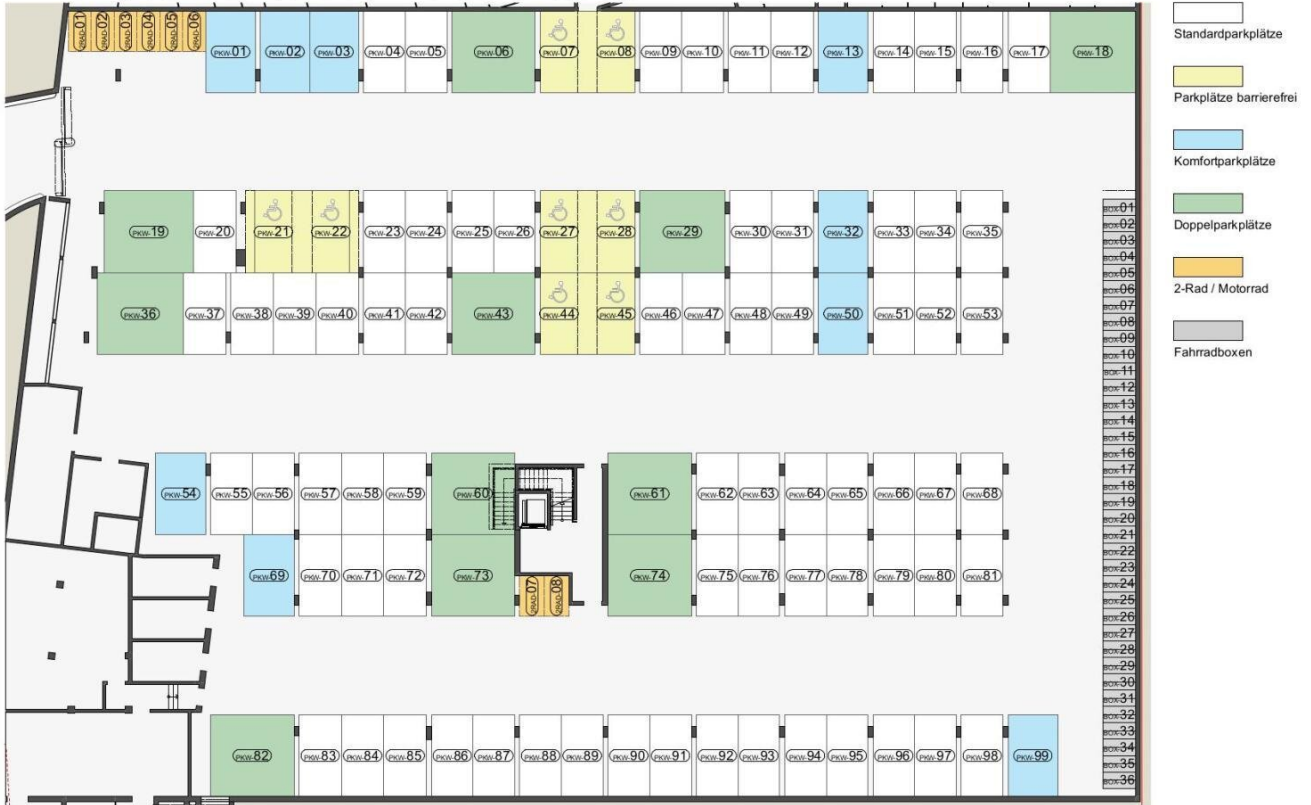 2RAD-01 2RAD-02 2RAD-03 2RAD-04 2RAD-05 2RAD-06
PKW-01 PKW-02 PKW-03 PKW-04 PKW-05 PKW-06 PKW-07 PKW-08 PKW-09 PKW-10 PKW-11 PKW-12 PKW-13 PKW-14 PKW-15 PKW-16 PKW-17 PKW-18
PKW-19 PKW-20 PKW-21 PKW-22 PKW-23 PKW-24 PKW-25 PKW-26 PKW-27 PKW-28 PKW-29 PKW-30 PKW-31 PKW-32 PKW-33 PKW-34 PKW-35
PKW-36 PKW-37 PKW-38 PKW-39 PKW-40 PKW-41 PKW-42 PKW-43 PKW-44 PKW-45 PKW-46 PKW-47 PKW-48 PKW-49 PKW-50 PKW-51 PKW-52 PKW-53
PKW-54 PKW-55 PKW-56 PKW-57 PKW-58 PKW-59 PKW-60 PKW-61 PKW-62 PKW-63 PKW-64 PKW-65 PKW-66 PKW-67 PKW-68
PKW-69 PKW-70 PKW-71 PKW-72 PKW-73 2RAD-07 2RAD-08 PKW-74 PKW-75 PKW-76 PKW-77 PKW-78 PKW-79 PKW-80 PKW-81
PKW-82 PKW-83 PKW-84 PKW-85 PKW-86 PKW-87 PKW-88 PKW-89 PKW-90 PKW-91 PKW-92 PKW-93 PKW-94 PKW-95 PKW-96 PKW-97 PKW-98 PKW-99
BOX-01
BOX-02
BOX-03
BOX-04
BOX-05
BOX-06
BOX-07
BOX-08
BOX-09
BOX-10
BOX-11
BOX-12
BOX-13
BOX-14
BOX-15
BOX-16
BOX-17
BOX-18
BOX-19
BOX-20
BOX-21
BOX-22
BOX-23
BOX-24
BOX-25
BOX-26
BOX-27
BOX-28
BOX-29
BOX-30
BOX-31
BOX-32
BOX-33
BOX-34
BOX-35
BOX-36
Standardparkplätze
Parkplätze barrierefrei
Komfortparkplätze
Doppelparkplätze
2-Rad / Motorrad
Fahrradboxen